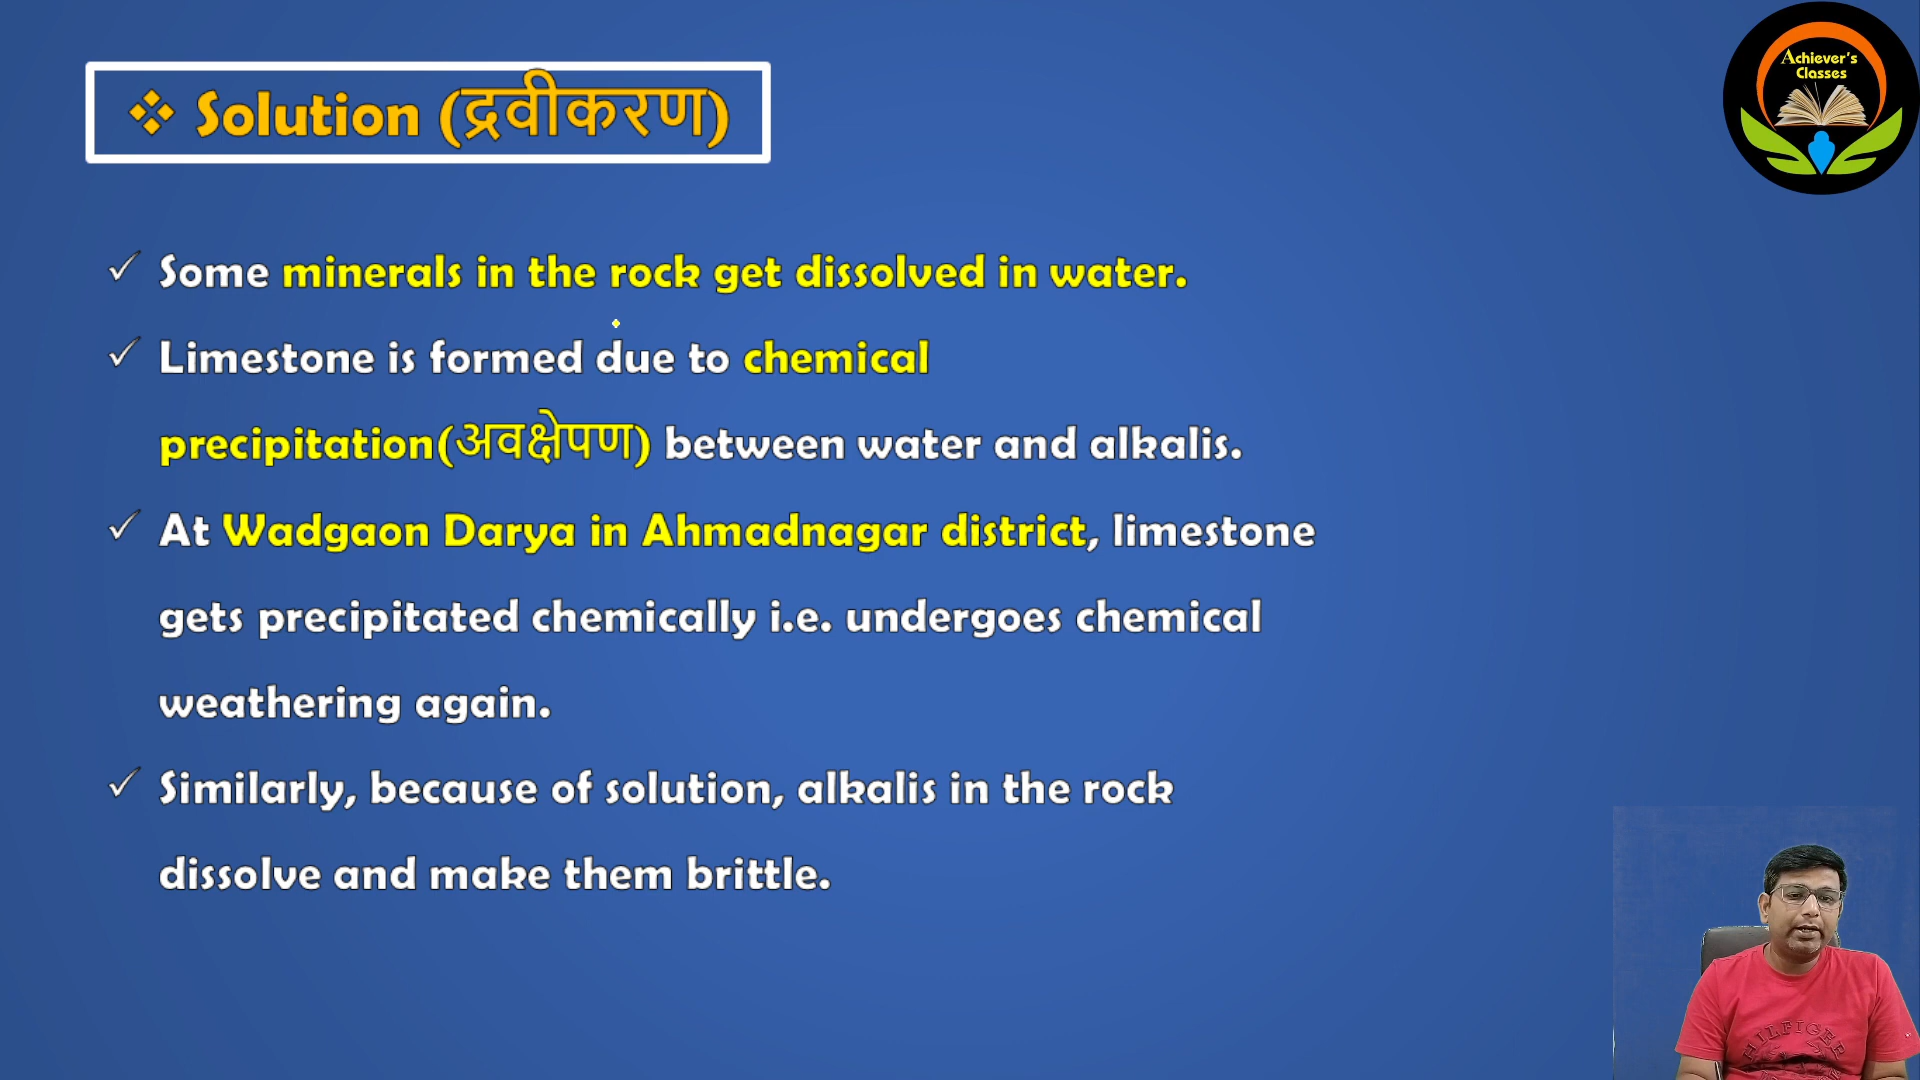 Achiever's
Classes
❖ Solution (द्रवीकरण)
✓ Some minerals in the rock get dissolved in water.
✓ Limestone is formed due to chemical
precipitation(अवक्षेपण) between water and alkalis.
✓ At Wadgaon Darya in Ahmadnagar district, limestone
gets precipitated chemically i.e. undergoes chemical
weathering again.
✓ Similarly, because of solution, alkalis in the rock
dissolve and make them brittle.
HILFIGER